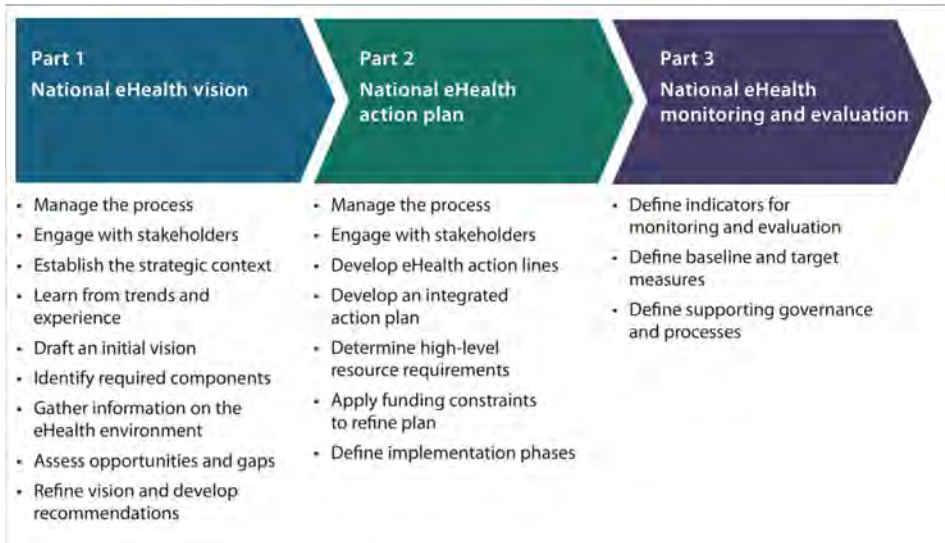 Part 1
National eHealth vision
• Manage the process
• Engage with stakeholders
• Establish the strategic context
• Learn from trends and
experience
• Draft an initial vision
• Identify required components
• Gather information on the
eHealth environment
• Assess opportunities and gaps
• Refine vision and develop
recommendations
Part 2
National eHealth
action plan
• Manage the process
• Engage with stakeholders
• Develop eHealth action lines
• Develop an integrated
action plan
• Determine high-level
resource requirements
• Apply funding constraints
to refine plan
• Define implementation phases
Part 3
National eHealth
monitoring and evaluation
• Define indicators for
monitoring and evaluation
• Define baseline and target
measures
• Define supporting governance
and processes